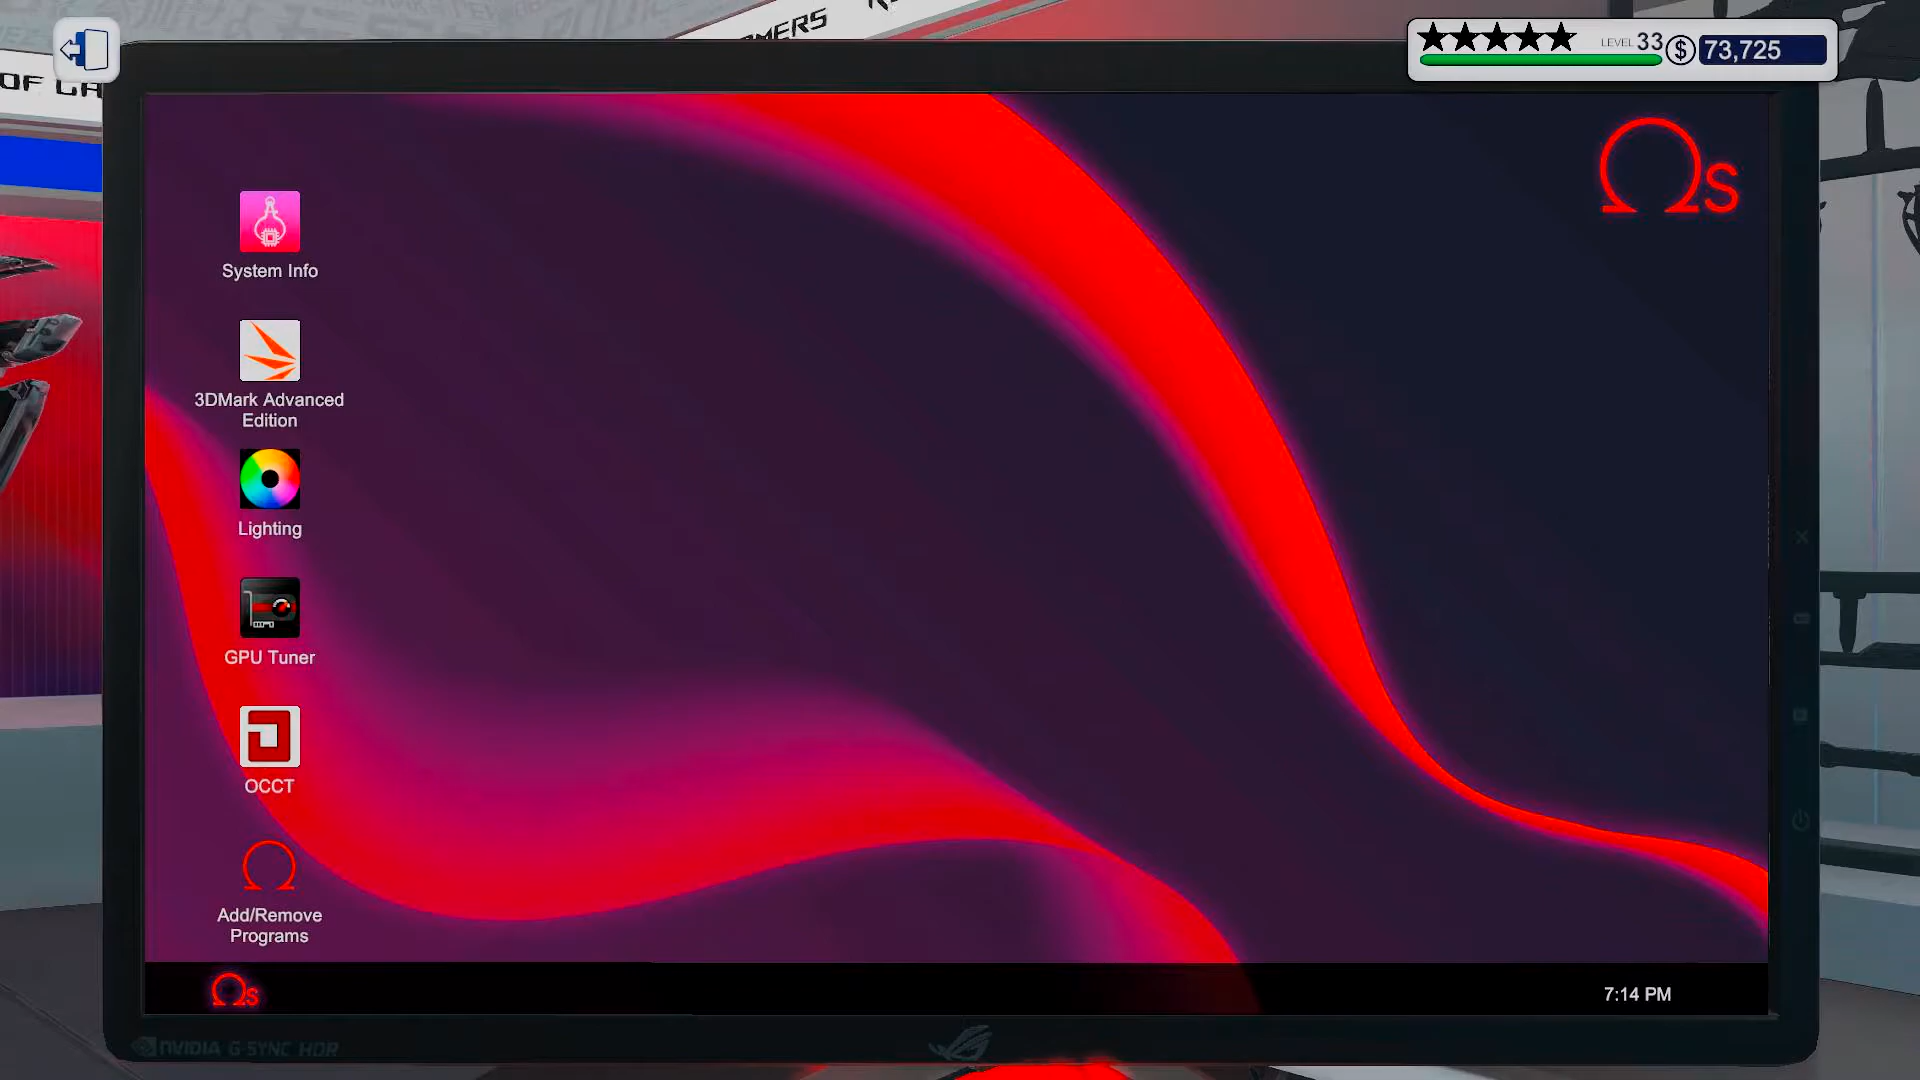 OF GA
LEVEL 33
$ 73,725
Ωs
System Info
3DMark Advanced
Edition
Lighting
GPU Tuner
OCCT
Add/Remove
Programs
Ωs
7:14 PM
NVIDIA G-SYNC HDR